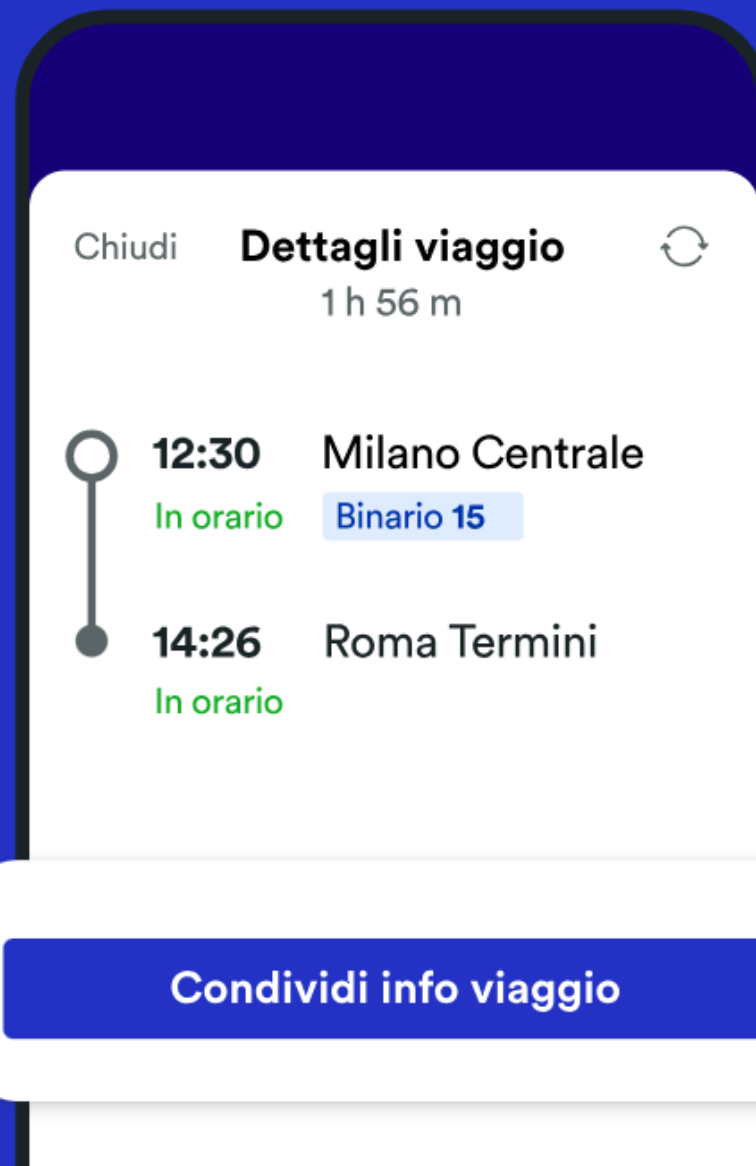 Chiudi Dettagli viaggio
1 h 56 m
12:30 Milano Centrale
In orario Binario 15
14:26 Roma Termini
In orario
Condividi info viaggio